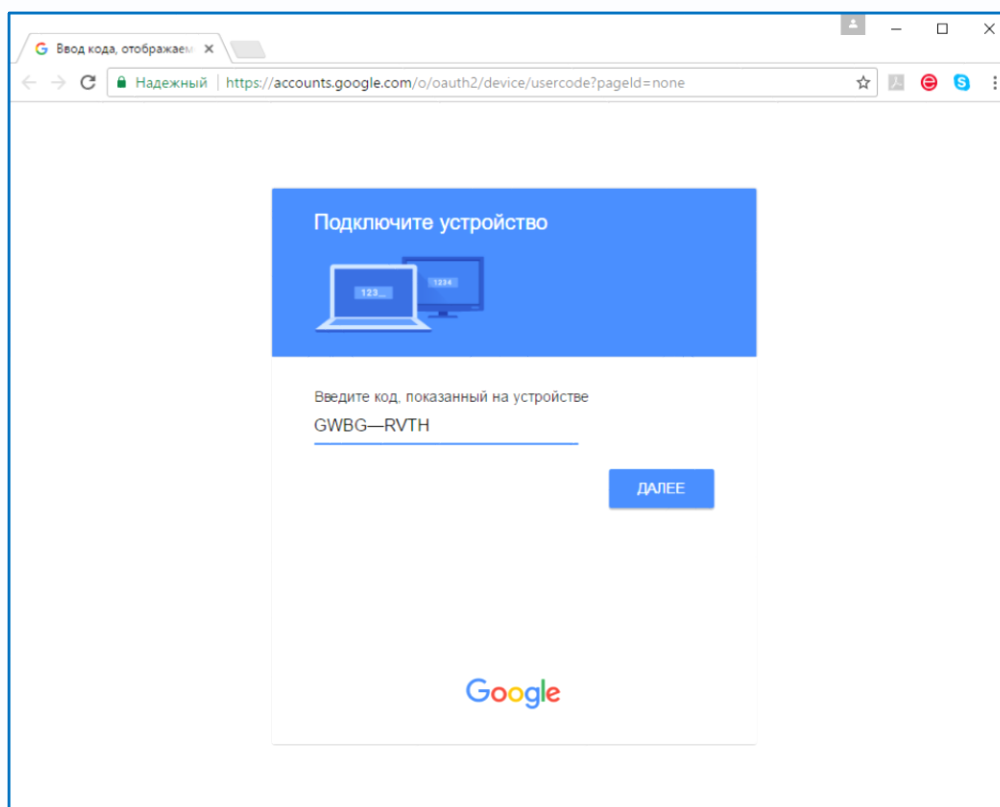 Ввод кода, отображаем
Надежный https://accounts.google.com/o/oauth2/device/usercode?pageId=none
Подключите устройство
123_
1234
Введите код, показанный на устройстве
GWBG—RVTH
ДАЛЕЕ
Google